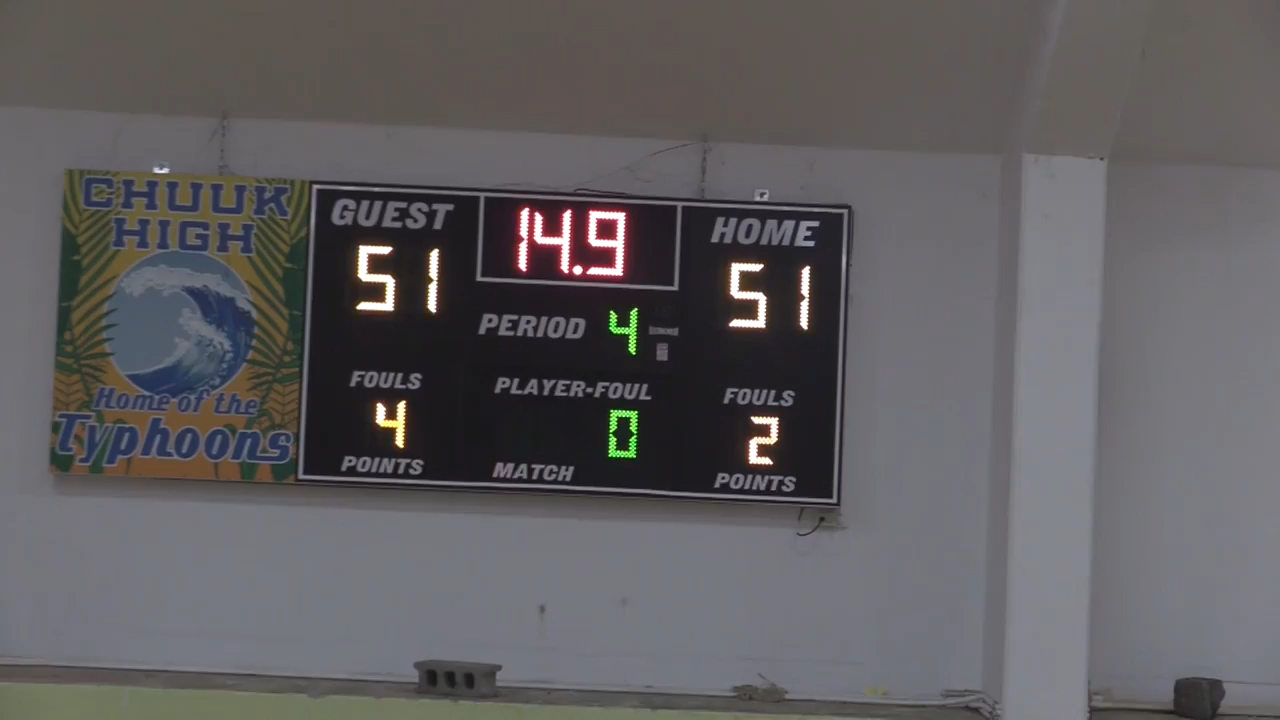 CHUUK
HIGH
Home of the
Typhoons
GUEST
51
14.9
HOME
51
PERIOD 4
FOULS
4
POINTS
PLAYER-FOUL
0
MATCH
FOULS
2
POINTS